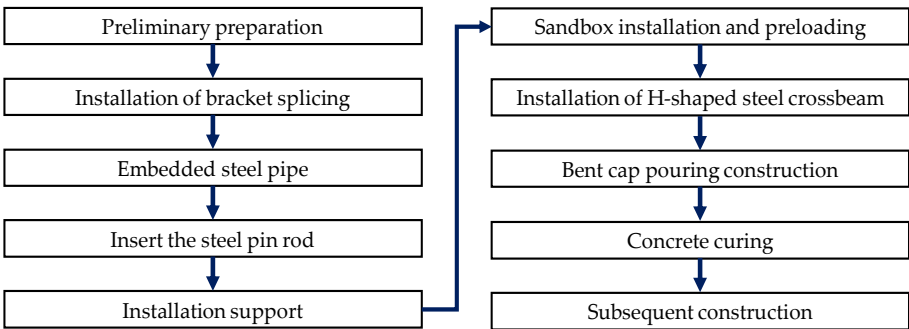 Preliminary preparation
Installation of bracket splicing
Embedded steel pipe
Insert the steel pin rod
Installation support
Sandbox installation and preloading
Installation of H-shaped steel crossbeam
Bent cap pouring construction
Concrete curing
Subsequent construction